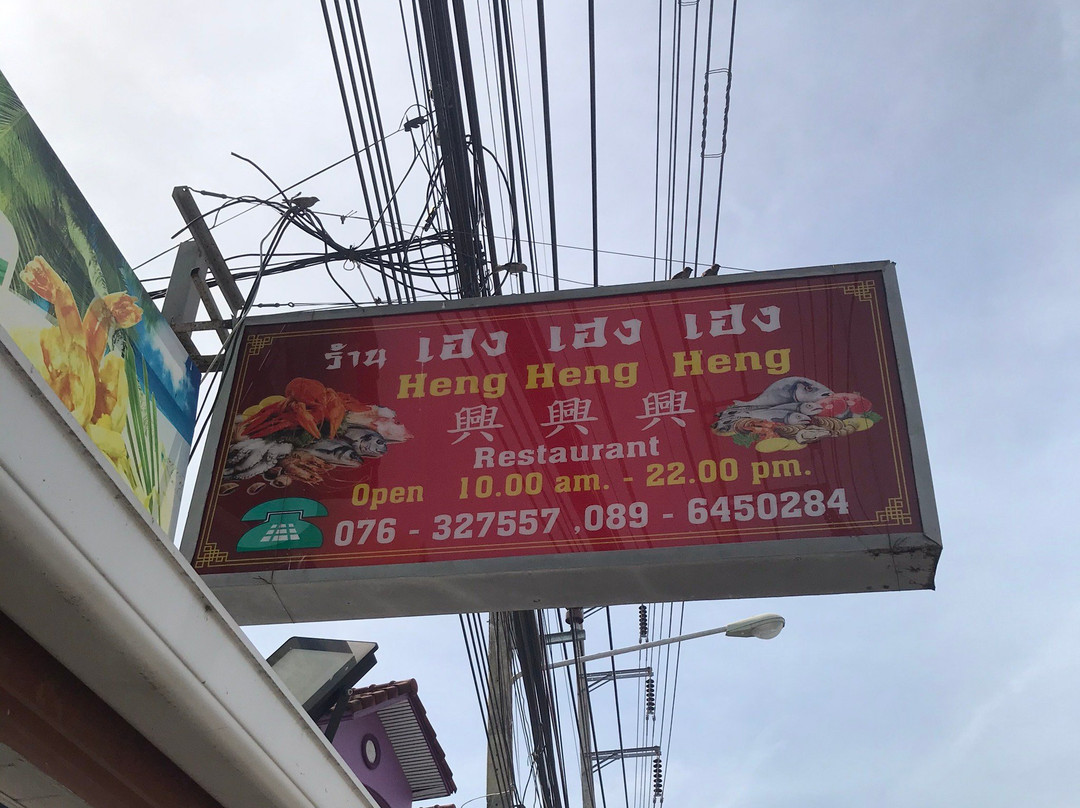 ร้าน เฮง เฮง เฮง
Heng Heng Heng
興 興 興
Restaurant
Open 10.00 am. - 22.00 pm.
076 - 327557 ,089 - 6450284